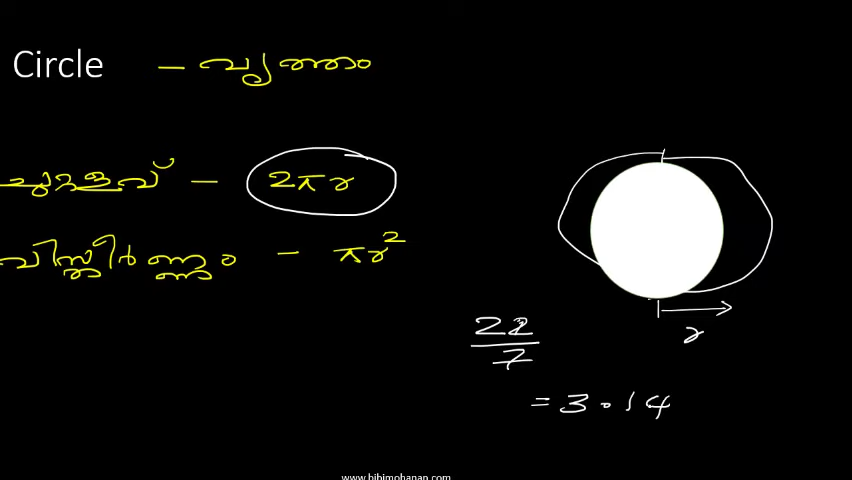 Circle – വൃത്തം
ചുറ്റളവ് – 2πr
വിസ്തീർണ്ണം – πr²
r
22/7
= 3.14
www.bibimohanan.com